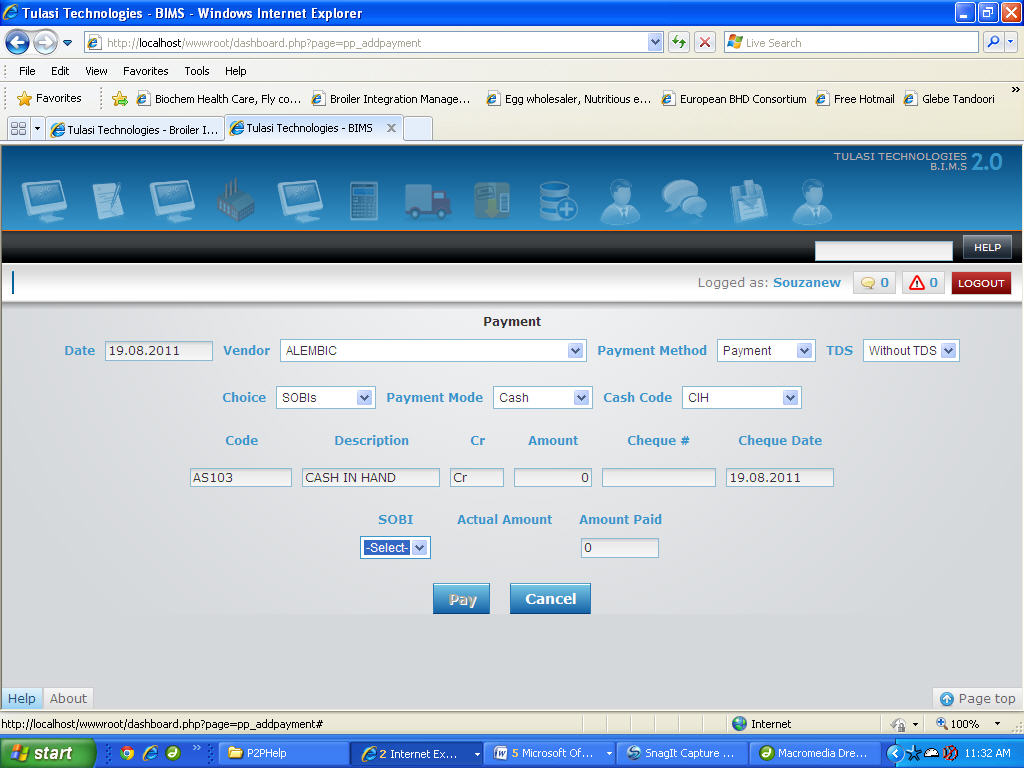 Tulasi Technologies - BIMS - Windows Internet Explorer
http://localhost/wwwroot/dashboard.php?page=pp_addpayment
Live Search
File Edit View Favorites Tools Help
Favorites Biochem Health Care, Fly co... Broiler Integration Manage... Egg wholesaler, Nutritious e... European BHD Consortium Free Hotmail Glebe Tandoori »
Tulasi Technologies - Broiler I... Tulasi Technologies - BIMS X
TULASI TECHNOLOGIES 2.0
B.I.M.S
HELP
Logged as: Souzanew 0 0 LOGOUT
Payment
Date 19.08.2011 Vendor ALEMBIC Payment Method Payment TDS Without TDS
Choice SOBIs Payment Mode Cash Cash Code CIH
Code Description Cr Amount Cheque # Cheque Date
AS103 CASH IN HAND Cr 0 19.08.2011
SOBI Actual Amount Amount Paid
-Select- 0
Pay Cancel
Help About Page top
http://localhost/wwwroot/dashboard.php?page=pp_addpayment# Internet 100%
start » P2PHelp 2 Internet Ex... 5 Microsoft Of... SnagIt Capture ... Macromedia Dre... 11:32 AM